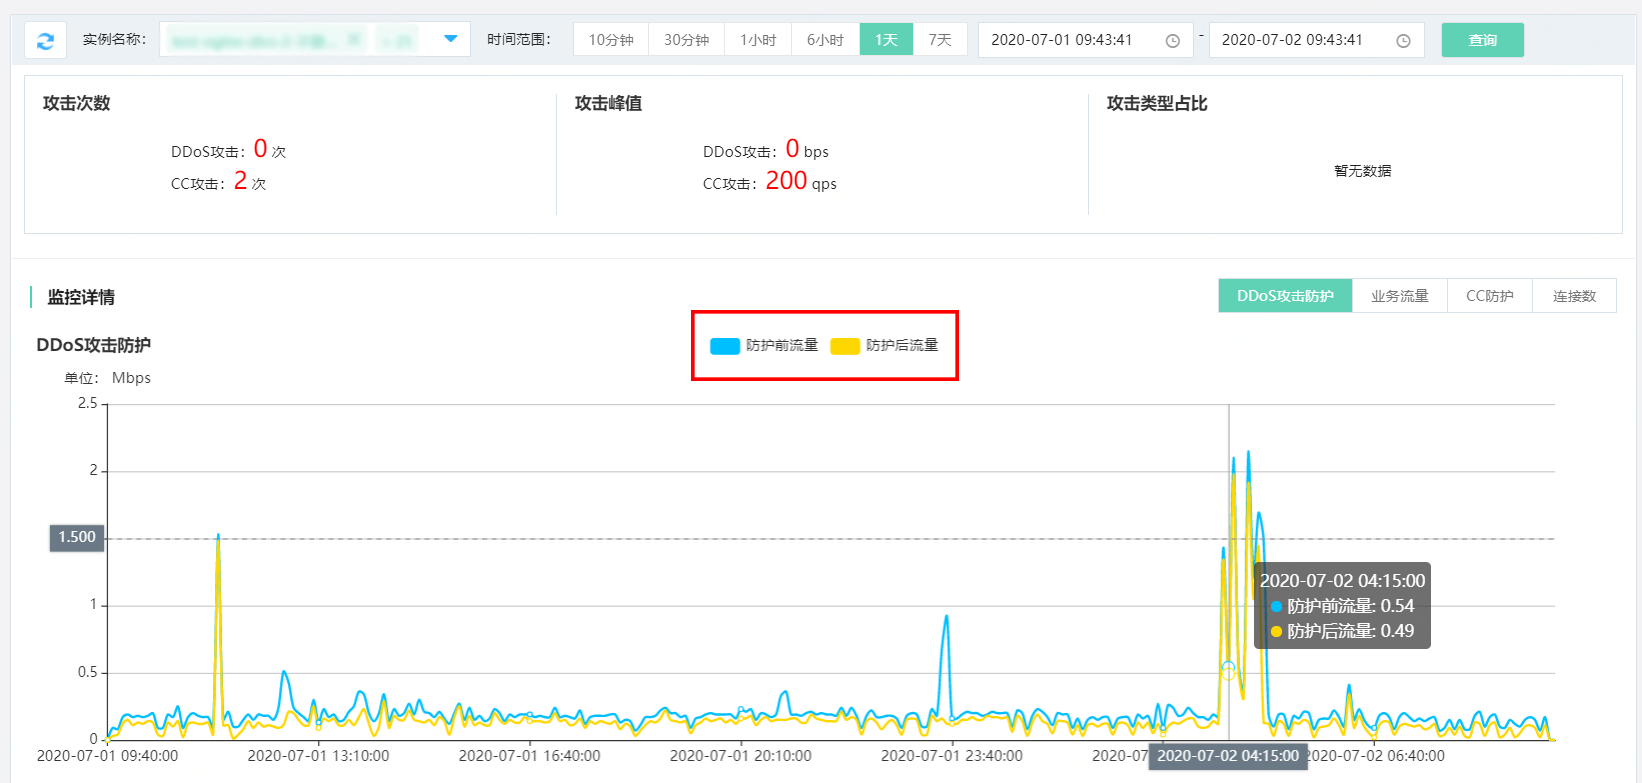 实例名称：
时间范围： 10分钟 30分钟 1小时 6小时 1天 7天 2020-07-01 09:43:41 - 2020-07-02 09:43:41 查询
攻击次数
DDoS攻击：0 次
CC攻击：2 次
攻击峰值
DDoS攻击：0 bps
CC攻击：200 qps
攻击类型占比
暂无数据
监控详情
DDoS攻击防护 业务流量 CC防护 连接数
DDoS攻击防护
防护前流量 防护后流量
单位： Mbps
2.5
2
1.500
1
0.5
0
2020-07-02 04:15:00
防护前流量: 0.54
防护后流量: 0.49
2020-07-01 09:40:00 2020-07-01 13:10:00 2020-07-01 16:40:00 2020-07-01 20:10:00 2020-07-01 23:40:00 2020-07 2020-07-02 04:15:00 2020-07-02 06:40:00